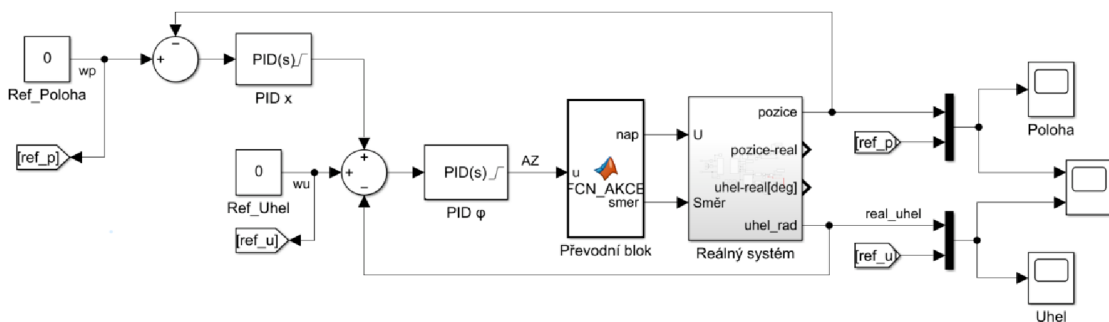 0
wp
Ref_Poloha
[ref_p]
+
−
PID(s)
PID x
0
wu
Ref_Uhel
[ref_u]
+
+
−
PID(s)
PID φ
AZ
u
nap
FCN_AKCE
smer
Převodní blok
U
Směr
pozice
pozice-real
uhel-real[deg]
uhel_rad
Reálný systém
[ref_p]
real_uhel
[ref_u]
Poloha
Uhel